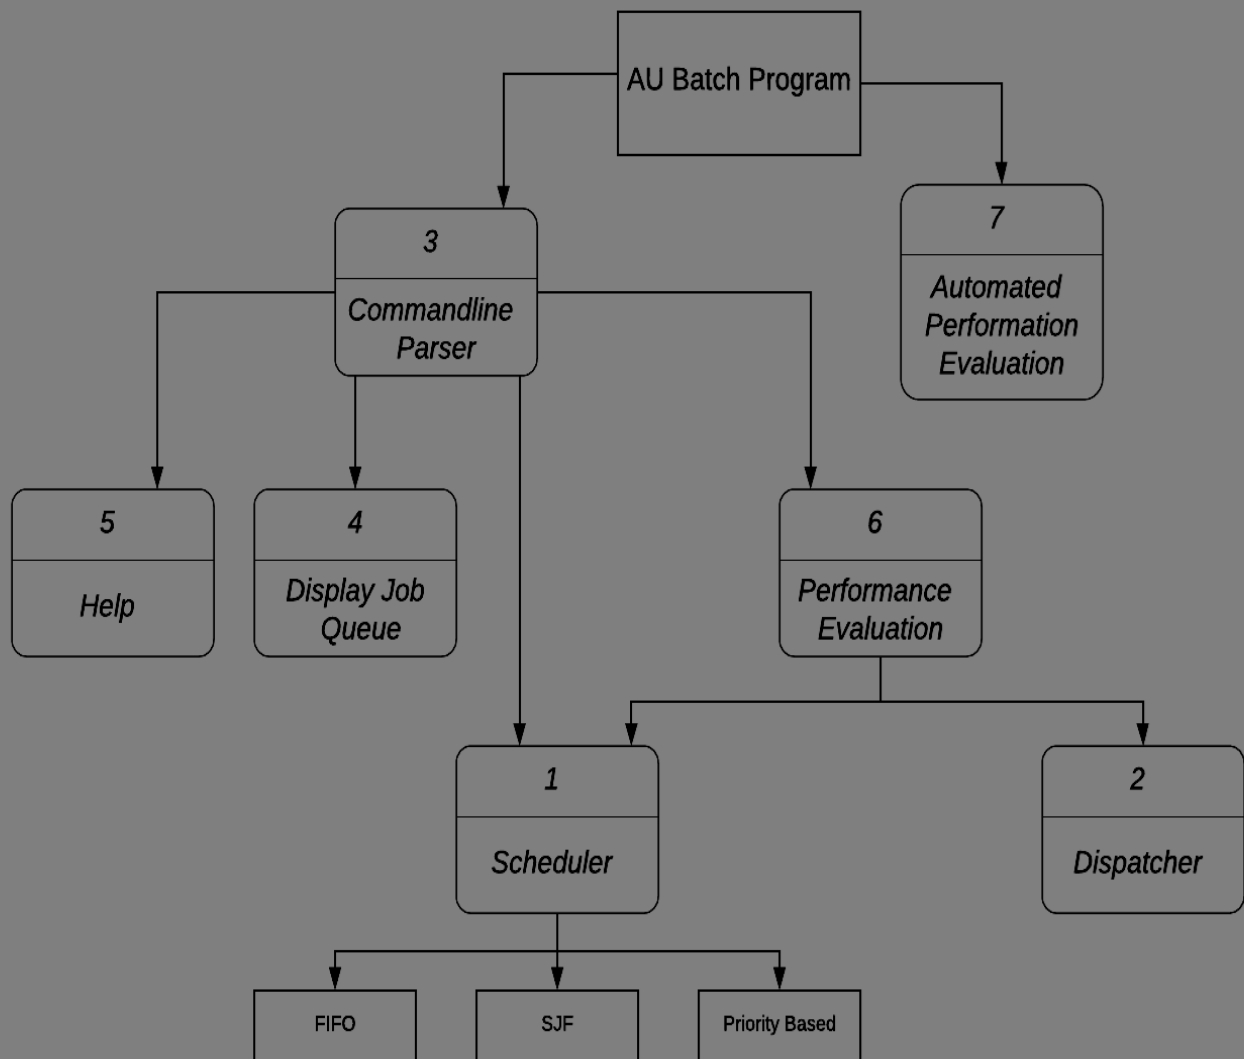 AU Batch Program
7
Automated
Performation
Evaluation
3
Commandline
Parser
5
Help
4
Display Job
Queue
6
Performance
Evaluation
1
Scheduler
2
Dispatcher
FIFO
SJF
Priority Based